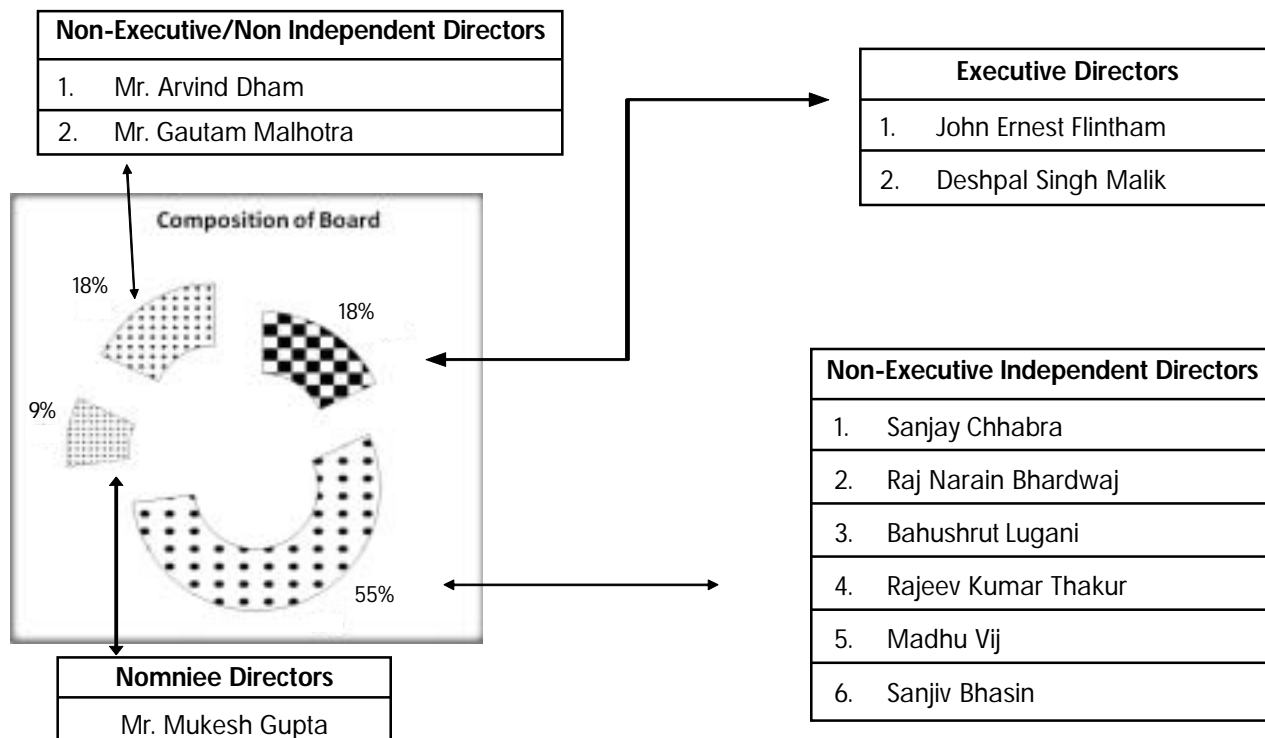 Non-Executive/Non Independent Directors
1. Mr. Arvind Dham
2. Mr. Gautam Malhotra
Executive Directors
1. John Ernest Flintham
2. Deshpal Singh Malik
Composition of Board
18%
18%
9%
55%
Non-Executive Independent Directors
1. Sanjay Chhabra
2. Raj Narain Bhardwaj
3. Bahushrut Lugani
4. Rajeev Kumar Thakur
5. Madhu Vij
6. Sanjiv Bhasin
Nomniee Directors
Mr. Mukesh Gupta